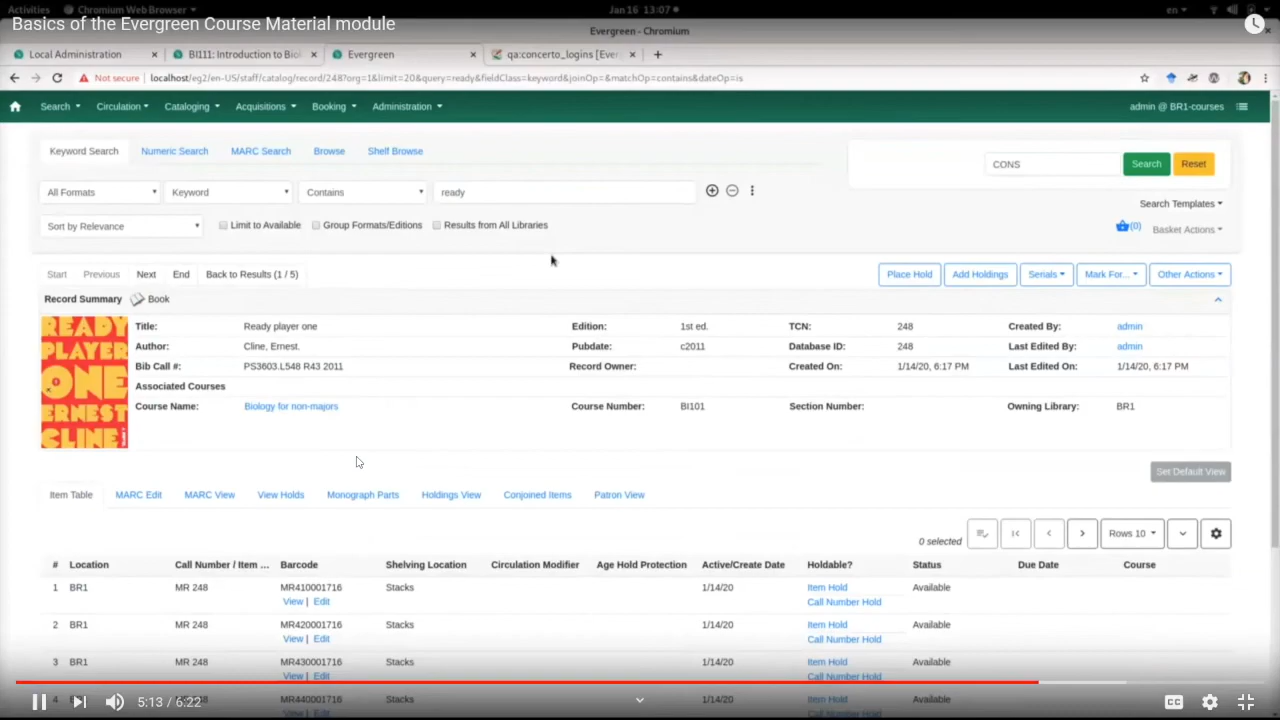 Activities Chromium Web Browser Jan 16 13:07 en
Basics of the Evergreen Course Material module
Evergreen - Chromium
Local Administration × BI111: Introduction to Biol × Evergreen × qa:concerto_logins [Ever × +
Not secure localhost/eg2/en-US/staff/catalog/record/248?org=1&limit=20&query=ready&fieldClass=keyword&joinOp=&matchOp=contains&dateOp=is
Search Circulation Cataloging Acquisitions Booking Administration admin @ BR1-courses
Keyword Search Numeric Search MARC Search Browse Shelf Browse
CONS Search Reset
All Formats Keyword Contains ready
Search Templates
Sort by Relevance Limit to Available Group Formats/Editions Results from All Libraries
(0) Basket Actions
Start Previous Next End Back to Results (1 / 5) Place Hold Add Holdings Serials Mark For... Other Actions
Record Summary Book
READY PLAYER ONE ERNEST CLINE
Title: Ready player one Edition: 1st ed. TCN: 248 Created By: admin
Author: Cline, Ernest. Pubdate: c2011 Database ID: 248 Last Edited By: admin
Bib Call #: PS3603.L548 R43 2011 Record Owner: Created On: 1/14/20, 6:17 PM Last Edited On: 1/14/20, 6:17 PM
Associated Courses
Course Name: Biology for non-majors Course Number: BI101 Section Number: Owning Library: BR1
Set Default View
Item Table MARC Edit MARC View View Holds Monograph Parts Holdings View Conjoined Items Patron View
0 selected Rows 10
# Location Call Number / Item ... Barcode Shelving Location Circulation Modifier Age Hold Protection Active/Create Date Holdable? Status Due Date Course
1 BR1 MR 248 MR410001716 Stacks 1/14/20 Item Hold Available
View | Edit Call Number Hold
2 BR1 MR 248 MR420001716 Stacks 1/14/20 Item Hold Available
View | Edit Call Number Hold
3 BR1 MR 248 MR430001716 Stacks 1/14/20 Item Hold Available
View | Edit Call Number Hold
4 BR1 MR 248 MR440001716 Stacks 1/14/20 Item Hold Available
View | Edit Call Number Hold
5:13 / 6:22 CC